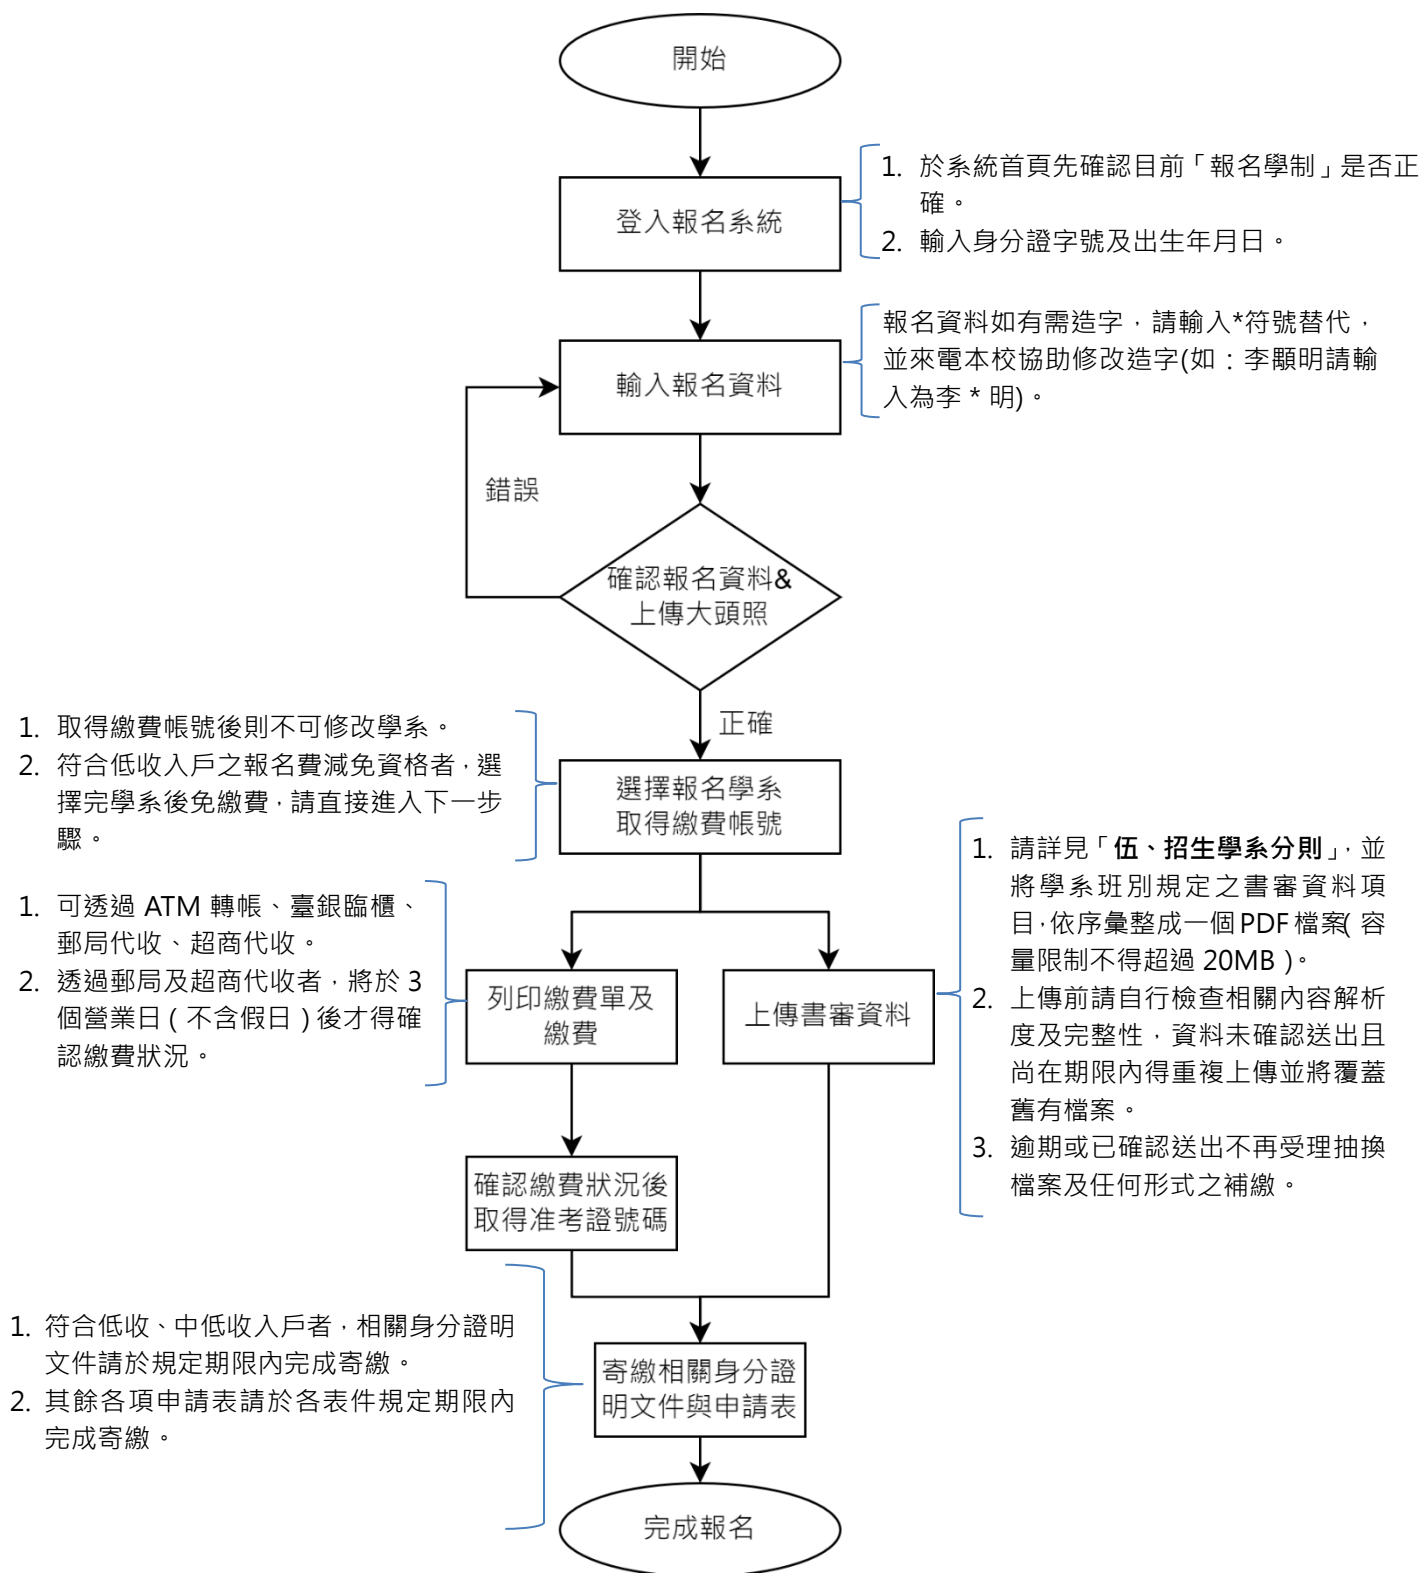 開始
登入報名系統
1. 於系統首頁先確認目前「報名學制」是否正
確。
2. 輸入身分證字號及出生年月日。
輸入報名資料
報名資料如有需造字，請輸入*符號替代，
並來電本校協助修改造字(如：李顒明請輸
入為李 * 明)。
錯誤
確認報名資料&
上傳大頭照
正確
1. 取得繳費帳號後則不可修改學系。
2. 符合低收入戶之報名費減免資格者，選
擇完學系後免繳費，請直接進入下一步
驟。
選擇報名學系
取得繳費帳號
1. 可透過 ATM 轉帳、臺銀臨櫃、
郵局代收、超商代收。
2. 透過郵局及超商代收者，將於 3
個營業日（不含假日）後才得確
認繳費狀況。
列印繳費單及
繳費
上傳書審資料
1. 請詳見「伍、招生學系分則」，並
將學系班別規定之書審資料項
目，依序彙整成一個PDF檔案（容
量限制不得超過 20MB）。
2. 上傳前請自行檢查相關內容解析
度及完整性，資料未確認送出且
尚在期限內得重複上傳並將覆蓋
舊有檔案。
3. 逾期或已確認送出不再受理抽換
檔案及任何形式之補繳。
確認繳費狀況後
取得准考證號碼
1. 符合低收、中低收入戶者，相關身分證明
文件請於規定期限內完成寄繳。
2. 其餘各項申請表請於各表件規定期限內
完成寄繳。
寄繳相關身分證
明文件與申請表
完成報名